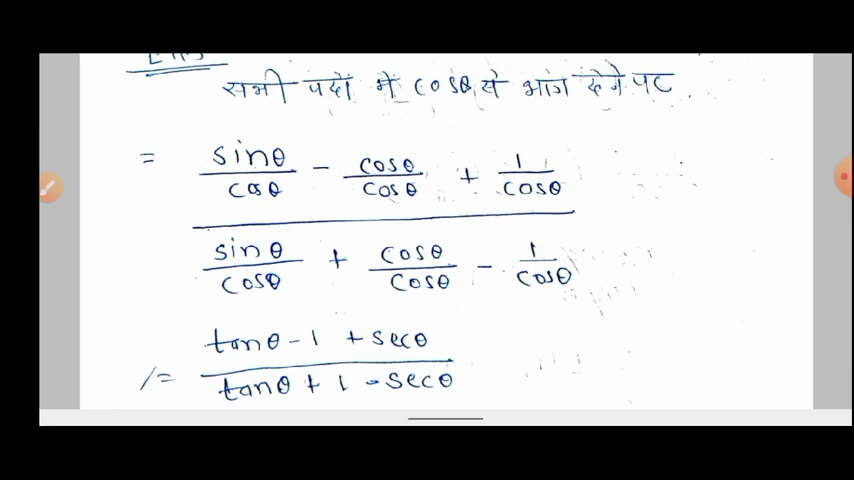 LHS
सभी पदों में cosθ से भाग देने पर
= sinθ/cosθ - cosθ/cosθ + 1/cosθ
sinθ/cosθ + cosθ/cosθ - 1/cosθ
tanθ - 1 + secθ
/= tanθ + 1 - secθ